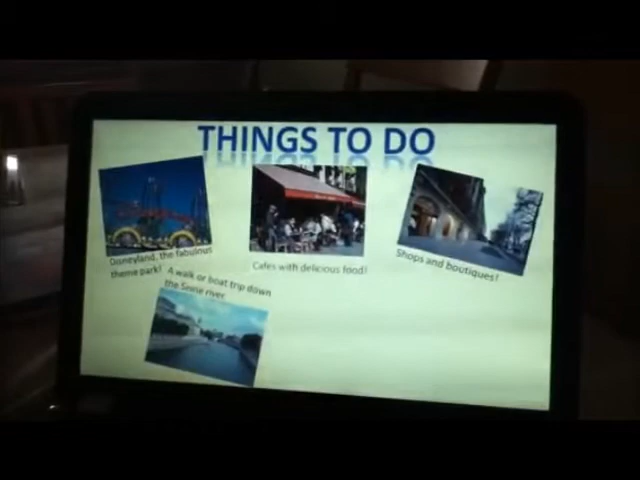 THINGS TO DO
Disneyland, the fabulous
theme park!
Cafes with delicious food!
Shops and boutiques!
A walk or boat trip down
the Seine river